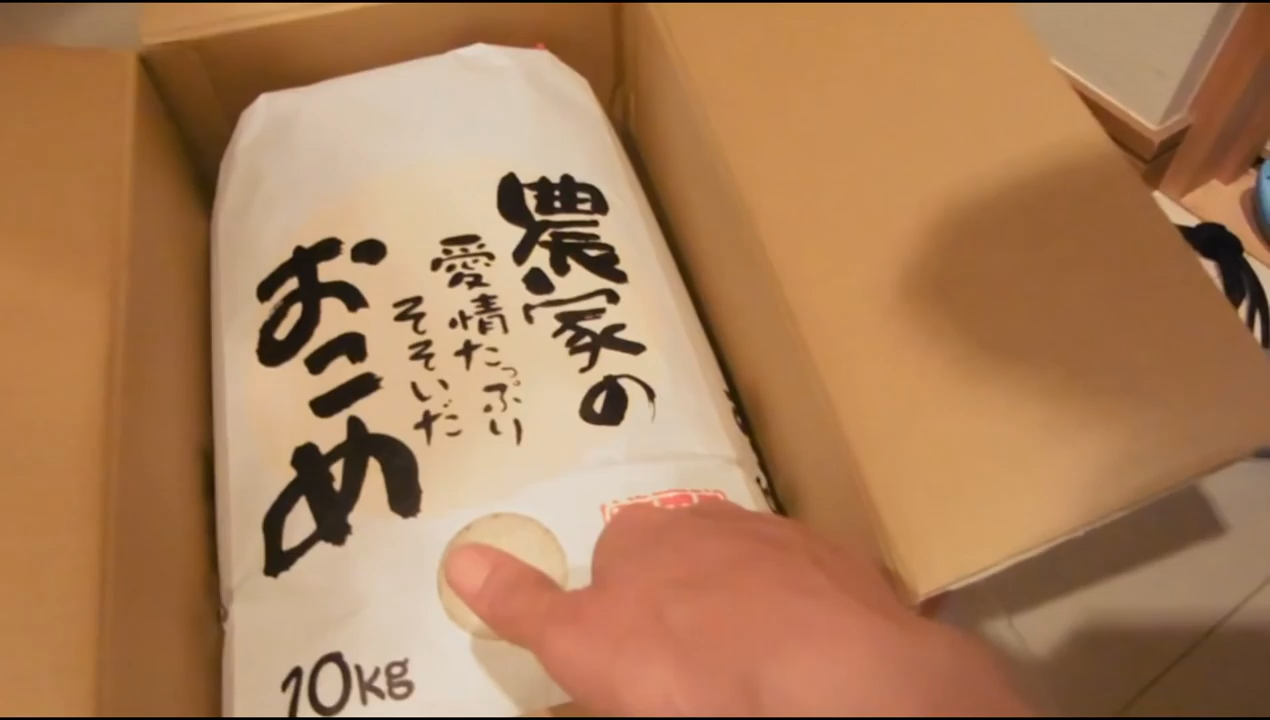 農家の
愛情たっぷり
そそいだ
おこめ
10kg